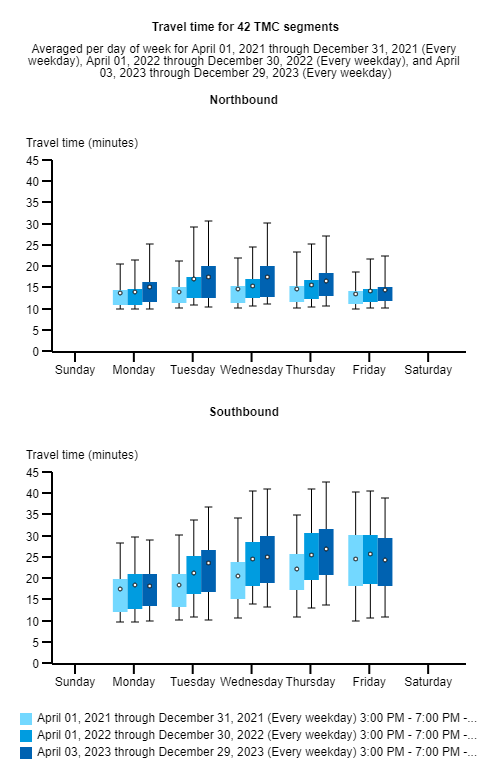 Travel time for 42 TMC segments
Averaged per day of week for April 01, 2021 through December 31, 2021 (Every
weekday), April 01, 2022 through December 30, 2022 (Every weekday), and April
03, 2023 through December 29, 2023 (Every weekday)
Northbound
Travel time (minutes)
45
40
35
30
25
20
15
10
5
0
Sunday Monday Tuesday Wednesday Thursday Friday Saturday
Southbound
Travel time (minutes)
45
40
35
30
25
20
15
10
5
0
Sunday Monday Tuesday Wednesday Thursday Friday Saturday
April 01, 2021 through December 31, 2021 (Every weekday) 3:00 PM - 7:00 PM -...
April 01, 2022 through December 30, 2022 (Every weekday) 3:00 PM - 7:00 PM -...
April 03, 2023 through December 29, 2023 (Every weekday) 3:00 PM - 7:00 PM -...